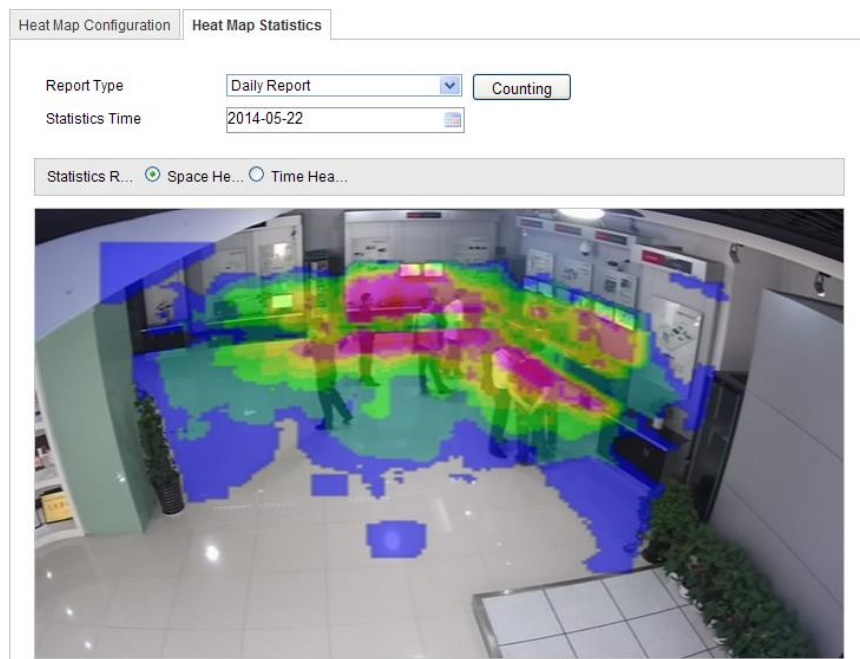 Heat Map Configuration Heat Map Statistics
Report Type Daily Report Counting
Statistics Time 2014-05-22
Statistics R... Space He... Time Hea...